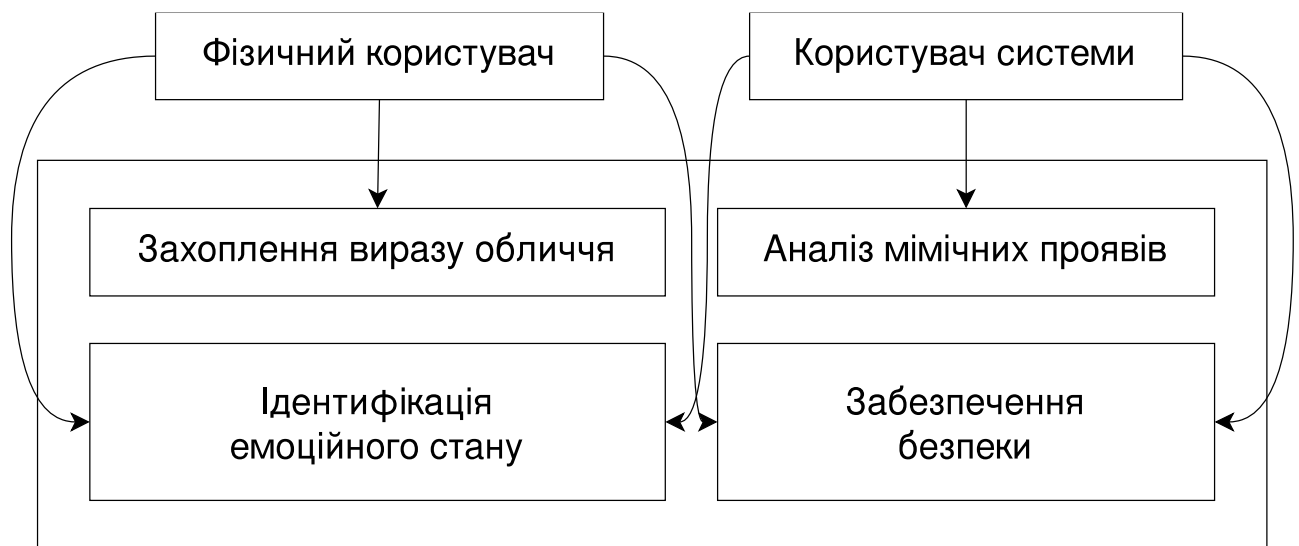 Фізичний користувач
Користувач системи
Захоплення виразу обличчя
Аналіз мімічних проявів
Ідентифікація
емоційного стану
Забезпечення
безпеки